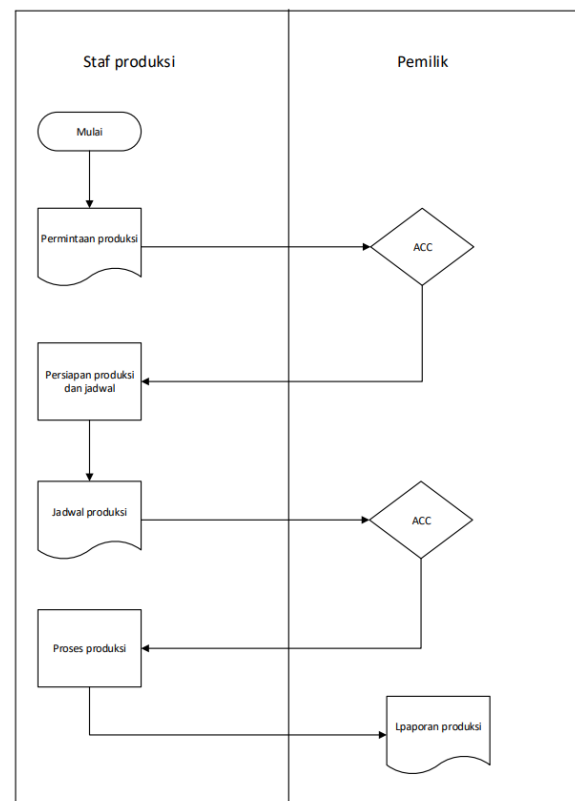 Staf produksi
Pemilik
Mulai
Permintaan produksi
ACC
Persiapan produksi
dan jadwal
Jadwal produksi
ACC
Proses produksi
Lpaporan produksi